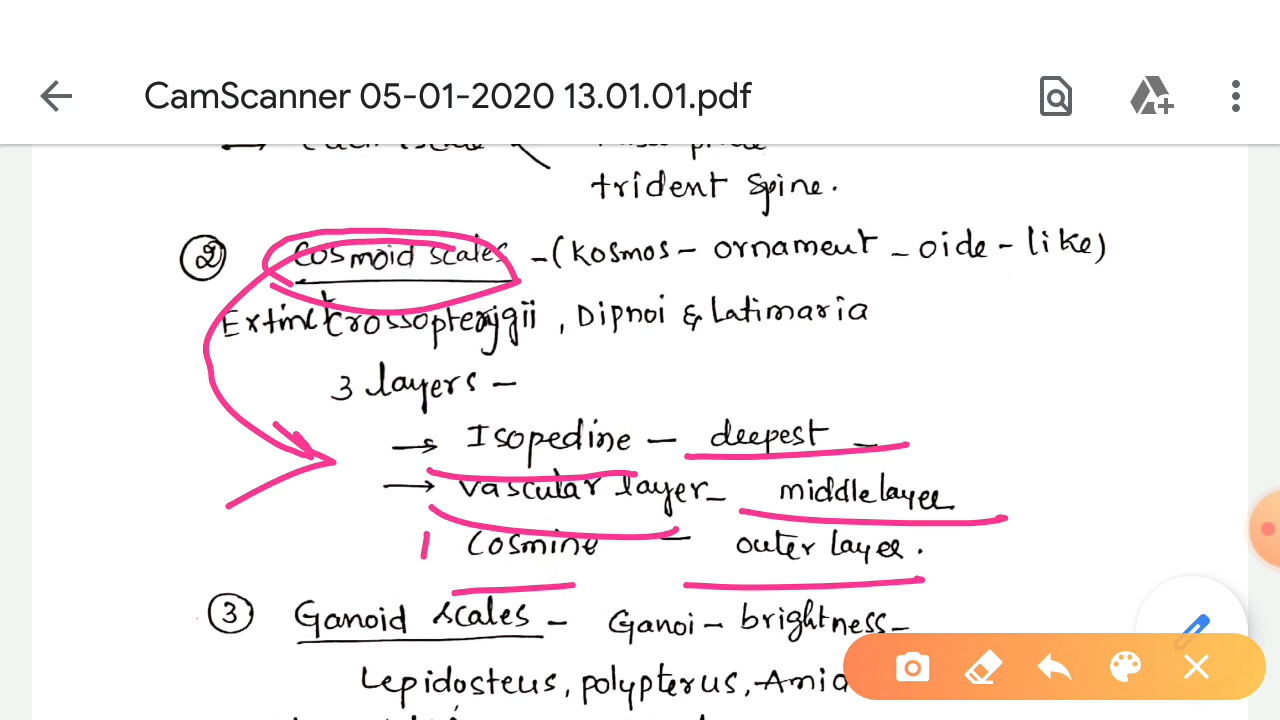 CamScanner 05-01-2020 13.01.01.pdf
trident Spine.
② Cosmoid scales - (Kosmos - ornament - oide - like)
Extinct Crossopterygii, Dipnoi & Latimaria
3 layers -
→ Isopedine - deepest -
→ vascular layer - middle layer
Cosmine - outer layer.
③ Ganoid scales - Ganoi - brightness -
Lepidosteus, polypterus, Amia